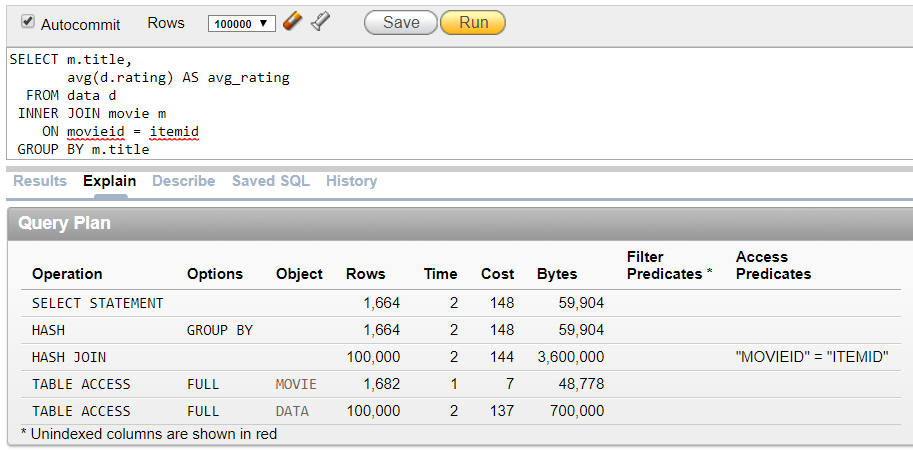 Autocommit Rows 100000 ▼ Save Run
SELECT m.title,
avg(d.rating) AS avg_rating
FROM data d
INNER JOIN movie m
ON movieid = itemid
GROUP BY m.title
Results Explain Describe Saved SQL History
Query Plan
Operation Options Object Rows Time Cost Bytes Filter Predicates * Access Predicates
SELECT STATEMENT 1,664 2 148 59,904
HASH GROUP BY 1,664 2 148 59,904
HASH JOIN 100,000 2 144 3,600,000 "MOVIEID" = "ITEMID"
TABLE ACCESS FULL MOVIE 1,682 1 7 48,778
TABLE ACCESS FULL DATA 100,000 2 137 700,000
* Unindexed columns are shown in red